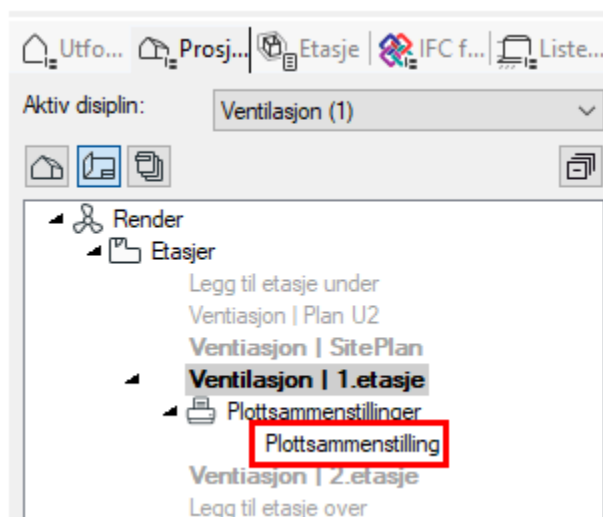 Utfo... Prosj... Etasje IFC f... Liste...
Aktiv disiplin: Ventilasjon (1)
Render
Etasjer
Legg til etasje under
Ventiasjon | Plan U2
Ventiasjon | SitePlan
Ventilasjon | 1.etasje
Plottsammenstillinger
Plottsammenstilling
Ventiasjon | 2.etasje
Legg til etasje over